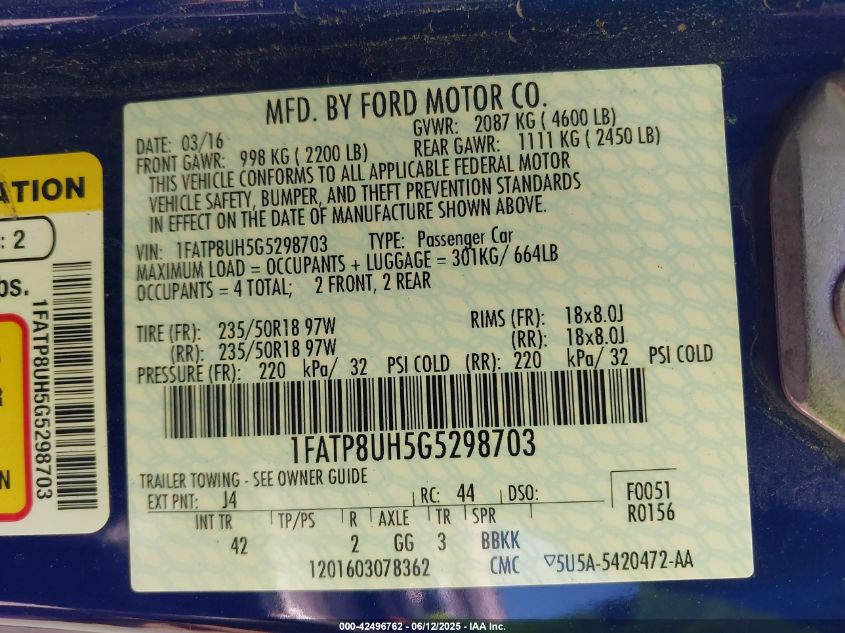 MFD. BY FORD MOTOR CO.
DATE: 03/16 GVWR: 2087 KG ( 4600 LB)
FRONT GAWR: 998 KG ( 2200 LB) REAR GAWR: 1111 KG ( 2450 LB)
THIS VEHICLE CONFORMS TO ALL APPLICABLE FEDERAL MOTOR
VEHICLE SAFETY, BUMPER, AND THEFT PREVENTION STANDARDS
IN EFFECT ON THE DATE OF MANUFACTURE SHOWN ABOVE.
VIN: 1FATP8UH5G5298703 TYPE: Passenger Car
MAXIMUM LOAD = OCCUPANTS + LUGGAGE = 301KG/ 664LB
OCCUPANTS = 4 TOTAL; 2 FRONT, 2 REAR
TIRE (FR): 235/50R18 97W RIMS (FR): 18x8.0J
(RR): 235/50R18 97W (RR): 18x8.0J
PRESSURE (FR): 220 kPa/ 32 PSI COLD (RR): 220 kPa/ 32 PSI COLD
1FATP8UH5G5298703
TRAILER TOWING - SEE OWNER GUIDE
EXT PNT: J4 RC: 44 DSO: F0051
R0156
INT TR TP/PS R AXLE TR SPR
42 2 GG 3 BBKK
1201603078362 CMC ▽5U5A-5420472-AA
ATION
: 2
bs.
1FATP8UH5G5298703
N
000-42496762 - 06/12/2025 - IAA Inc.